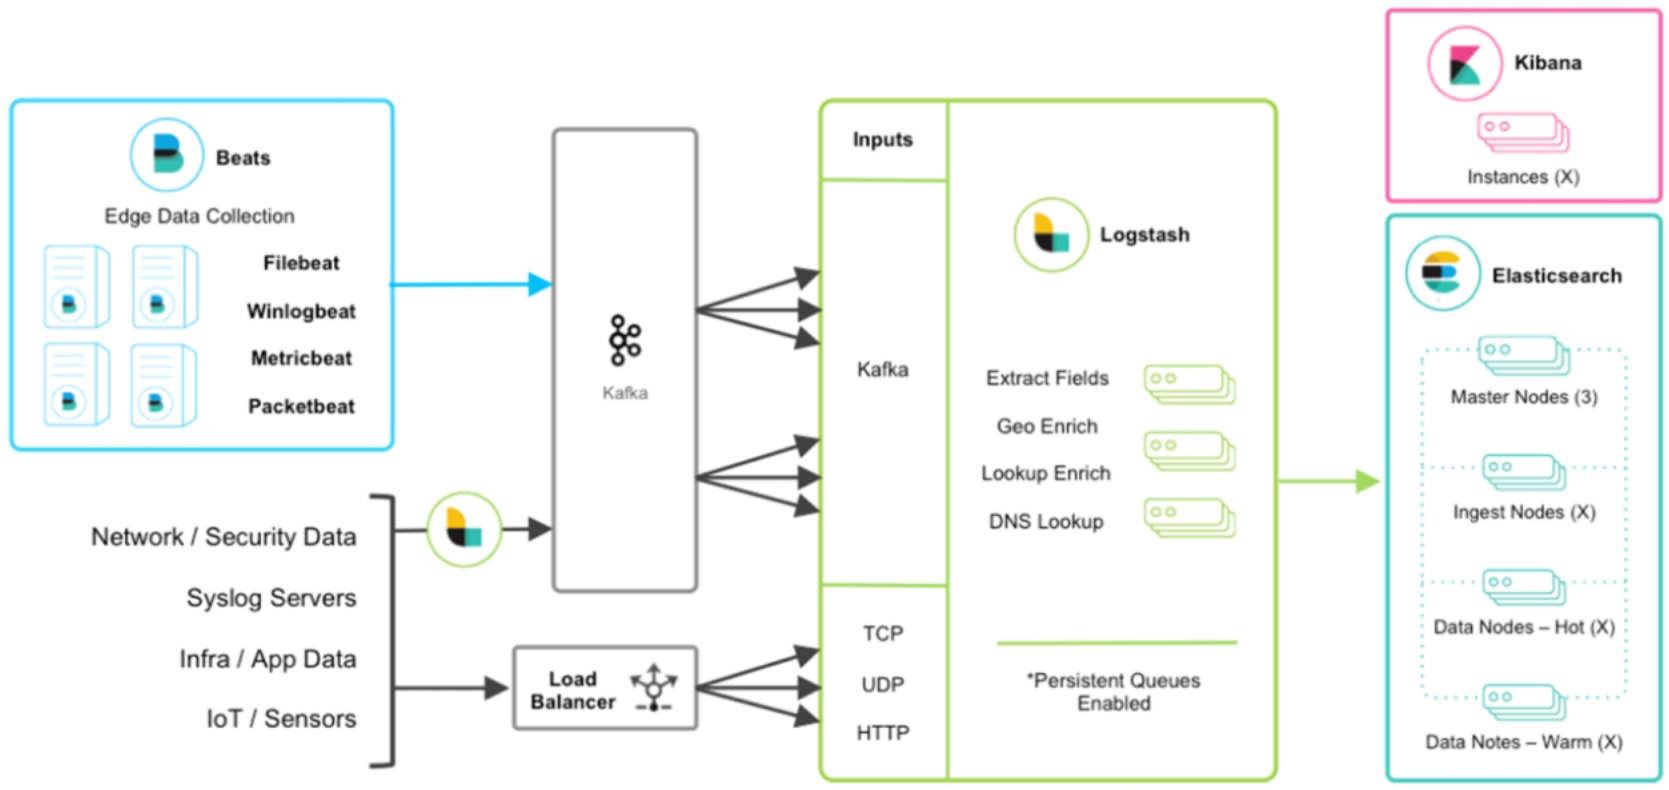 Beats
Edge Data Collection
Filebeat
Winlogbeat
Metricbeat
Packetbeat
Network / Security Data
Syslog Servers
Infra / App Data
IoT / Sensors
Kafka
Load
Balancer
Inputs
Kafka
TCP
UDP
HTTP
Logstash
Extract Fields
Geo Enrich
Lookup Enrich
DNS Lookup
*Persistent Queues
Enabled
Kibana
Instances (X)
Elasticsearch
Master Nodes (3)
Ingest Nodes (X)
Data Nodes – Hot (X)
Data Notes – Warm (X)